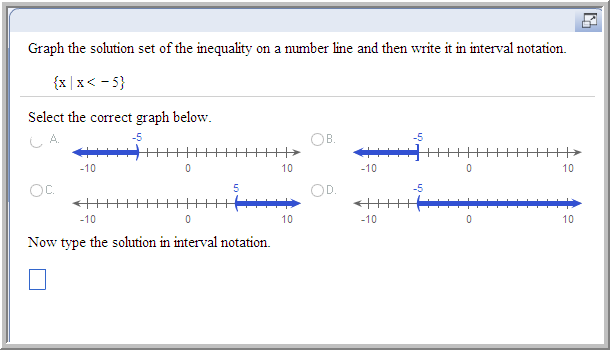 Graph the solution set of the inequality on a number line and then write it in interval notation.
{x | x < − 5}
Select the correct graph below.
A. -5
-10 0 10
B. -5
-10 0 10
C. 5
-10 0 10
D. -5
-10 0 10
Now type the solution in interval notation.